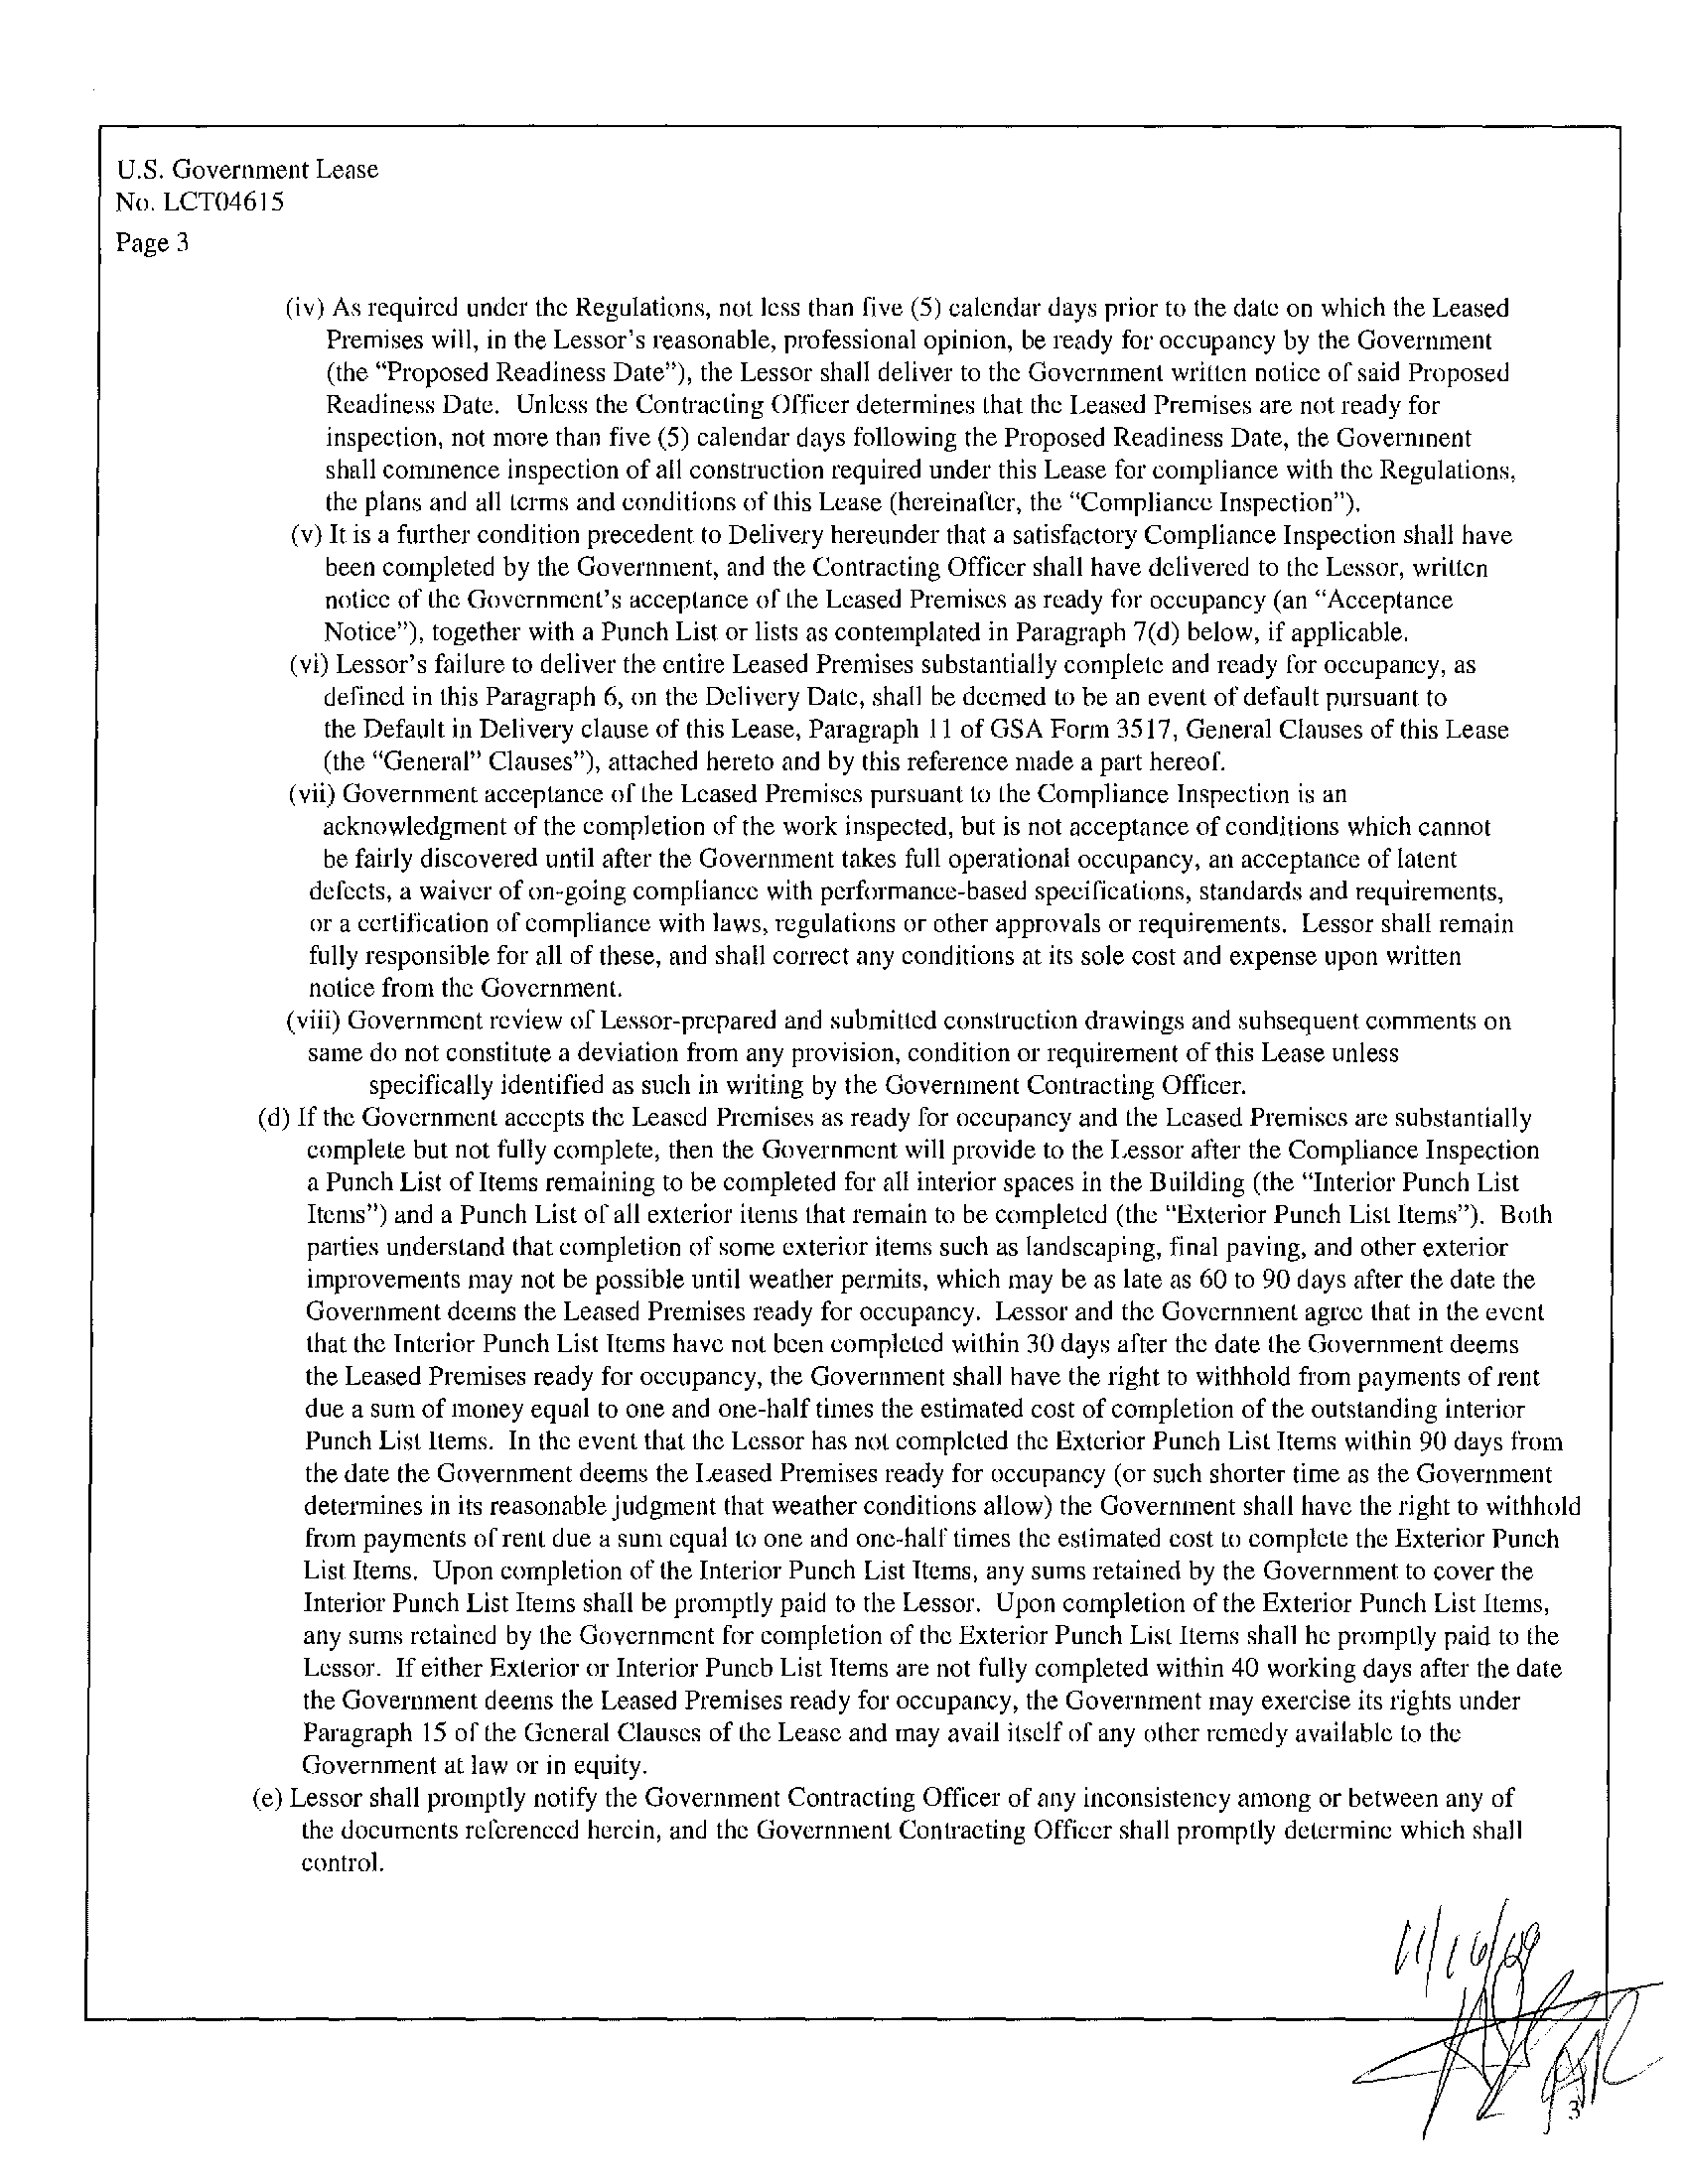 U.S. Government Lease
No. LCT04615
Page 3
(iv) As required under the Regulations, not less than five (5) calendar days prior to the date on which the Leased
Premises will, in the Lessor's reasonable, professional opinion, be ready for occupancy by the Government
(the “Proposed Readiness Date”), the Lessor shall deliver to the Government written notice of said Proposed
Readiness Date. Unless the Contracting Officer determines that the Leased Premises are not ready for
inspection, not more than five (5) calendar days following the Proposed Readiness Date, the Government
shall commence inspection of all construction required under this Lease for compliance with the Regulations,
the plans and all terms and conditions of this Lease (hereinafter, the “Compliance Inspection”).
(v) It is a further condition precedent to Delivery hereunder that a satisfactory Compliance Inspection shall have
been completed by the Government, and the Contracting Officer shall have delivered to the Lessor, written
notice of the Government's acceptance of the Leased Premises as ready for occupancy (an “Acceptance
Notice”), together with a Punch List or lists as contemplated in Paragraph 7(d) below, if applicable.
(vi) Lessor's failure to deliver the entire Leased Premises substantially complete and ready for occupancy, as
defined in this Paragraph 6, on the Delivery Date, shall be deemed to be an event of default pursuant to
the Default in Delivery clause of this Lease, Paragraph 11 of GSA Form 3517, General Clauses of this Lease
(the “General” Clauses”), attached hereto and by this reference made a part hereof.
(vii) Government acceptance of the Leased Premises pursuant to the Compliance Inspection is an
acknowledgment of the completion of the work inspected, but is not acceptance of conditions which cannot
be fairly discovered until after the Government takes full operational occupancy, an acceptance of latent
defects, a waiver of on-going compliance with performance-based specifications, standards and requirements,
or a certification of compliance with laws, regulations or other approvals or requirements. Lessor shall remain
fully responsible for all of these, and shall correct any conditions at its sole cost and expense upon written
notice from the Government.
(viii) Government review of Lessor-prepared and submitted construction drawings and subsequent comments on
same do not constitute a deviation from any provision, condition or requirement of this Lease unless
specifically identified as such in writing by the Government Contracting Officer.
(d) If the Government accepts the Leased Premises as ready for occupancy and the Leased Premises are substantially
complete but not fully complete, then the Government will provide to the Lessor after the Compliance Inspection
a Punch List of Items remaining to be completed for all interior spaces in the Building (the “Interior Punch List
Items”) and a Punch List of all exterior items that remain to be completed (the “Exterior Punch List Items”). Both
parties understand that completion of some exterior items such as landscaping, final paving, and other exterior
improvements may not be possible until weather permits, which may be as late as 60 to 90 days after the date the
Government deems the Leased Premises ready for occupancy. Lessor and the Government agree that in the event
that the Interior Punch List Items have not been completed within 30 days after the date the Government deems
the Leased Premises ready for occupancy, the Government shall have the right to withhold from payments of rent
due a sum of money equal to one and one-half times the estimated cost of completion of the outstanding interior
Punch List Items. In the event that the Lessor has not completed the Exterior Punch List Items within 90 days from
the date the Government deems the Leased Premises ready for occupancy (or such shorter time as the Government
determines in its reasonable judgment that weather conditions allow) the Government shall have the right to withhold
from payments of rent due a sum equal to one and one-half times the estimated cost to complete the Exterior Punch
List Items. Upon completion of the Interior Punch List Items, any sums retained by the Government to cover the
Interior Punch List Items shall be promptly paid to the Lessor. Upon completion of the Exterior Punch List Items,
any sums retained by the Government for completion of the Exterior Punch List Items shall be promptly paid to the
Lessor. If either Exterior or Interior Punch List Items are not fully completed within 40 working days after the date
the Government deems the Leased Premises ready for occupancy, the Government may exercise its rights under
Paragraph 15 of the General Clauses of the Lease and may avail itself of any other remedy available to the
Government at law or in equity.
(e) Lessor shall promptly notify the Government Contracting Officer of any inconsistency among or between any of
the documents referenced herein, and the Government Contracting Officer shall promptly determine which shall
control.
3